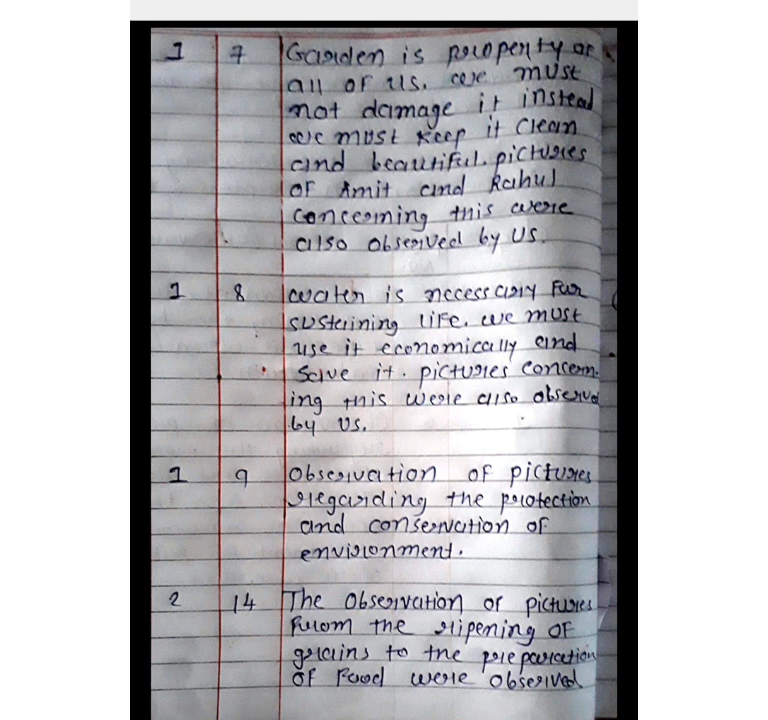 1 7 Garden is property of
all of us. we must
not damage it instead
we must keep it clean
and beautiful. pictures
of Amit and Rahul
concerning this were
also observed by us.
1 8 water is necessary for
sustaining life. we must
use it economically and
Save it. pictures concern-
ing this were also observed
by us.
1 9 Observation of pictures
regarding the protection
and conservation of
environment.
2 14 The observation of pictures
from the ripening of
grains to the preparation
of food were observed